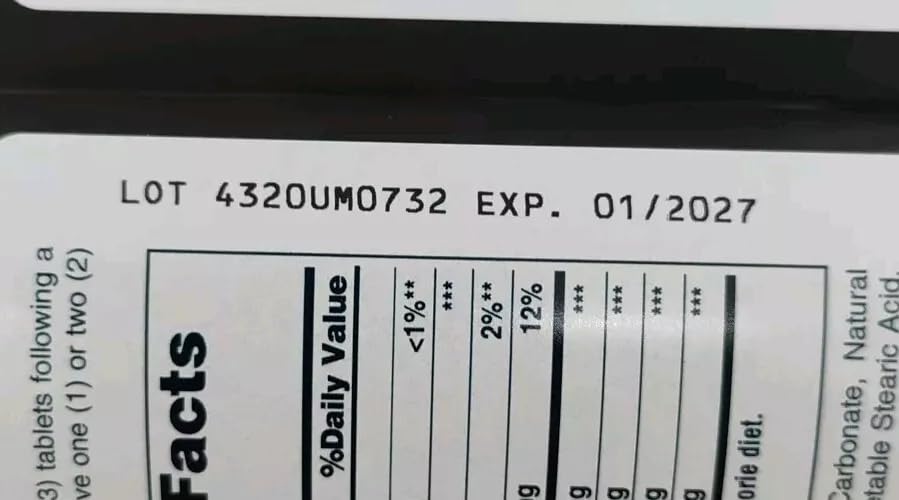 LOT 4320UM0732 EXP. 01/2027
3) tablets following a
ve one (1) or two (2)
Facts
%Daily Value
<1%**
***
2%**
12%
***
***
***
***
g
g
g
g
g
orie diet.
arbonate, Natural
table Stearic Acid,